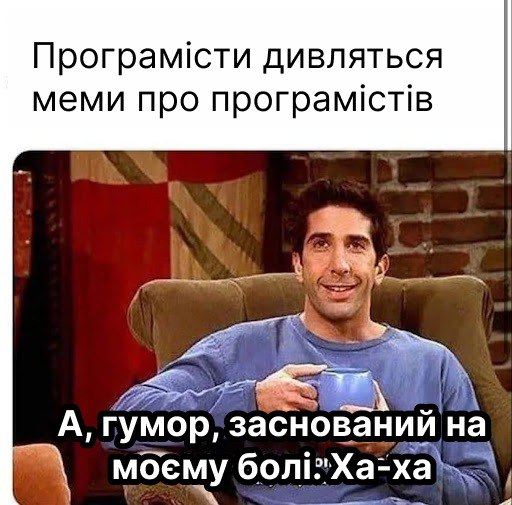 Програмісти дивляться
меми про програмістів
А, гумор, заснований на
моєму болі. Ха-ха